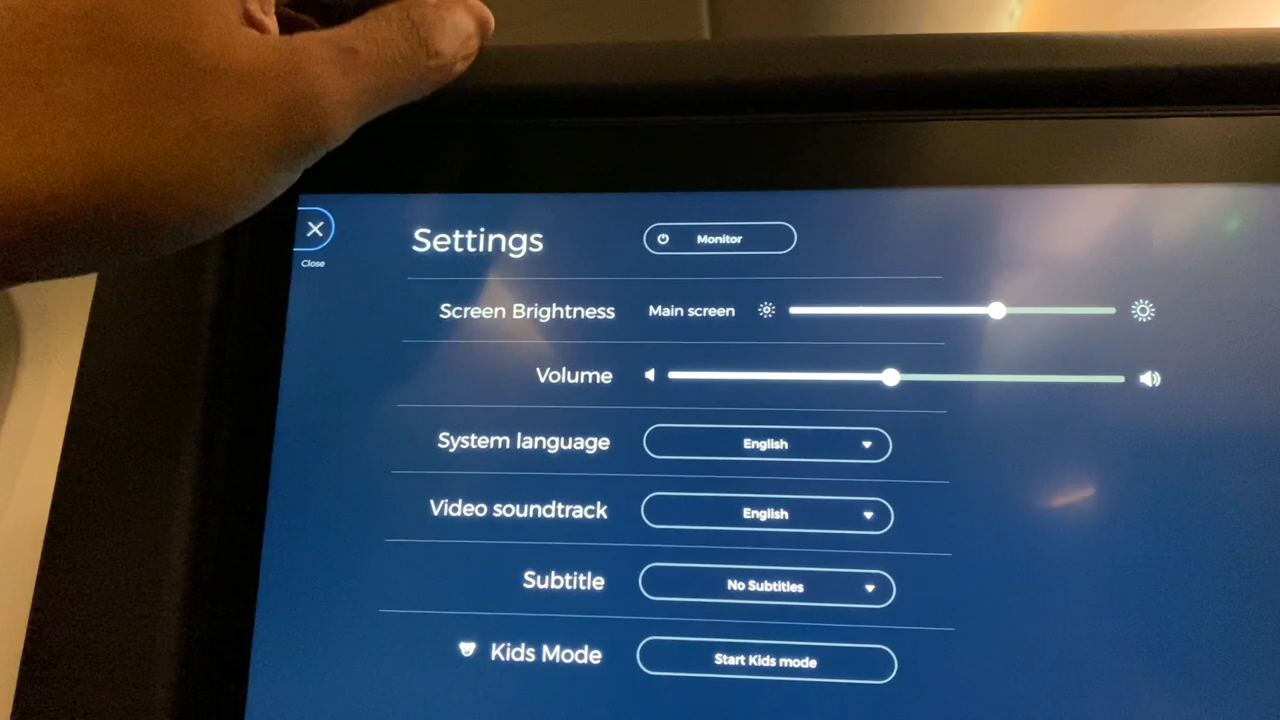 Close
Settings
Monitor
Screen Brightness Main screen
Volume
System language English
Video soundtrack English
Subtitle No Subtitles
Kids Mode Start Kids mode